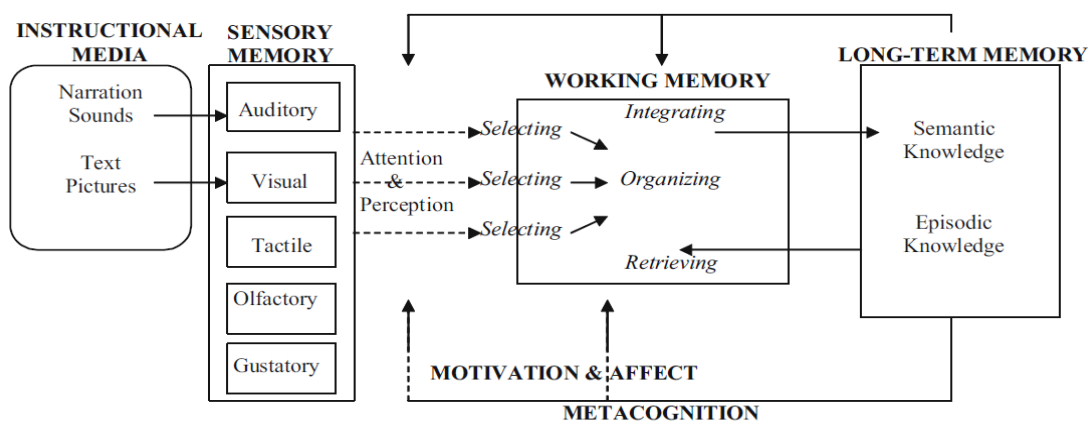 INSTRUCTIONAL
MEDIA
Narration
Sounds
Text
Pictures
SENSORY
MEMORY
Auditory
Visual
Tactile
Olfactory
Gustatory
Attention
&
Perception
Selecting
Selecting
Selecting
WORKING MEMORY
Integrating
Organizing
Retrieving
LONG-TERM MEMORY
Semantic
Knowledge
Episodic
Knowledge
MOTIVATION & AFFECT
METACOGNITION